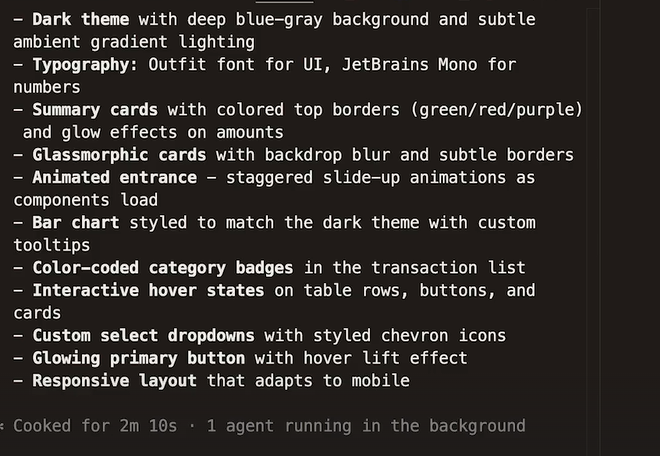 – Dark theme with deep blue-gray background and subtle
ambient gradient lighting
– Typography: Outfit font for UI, JetBrains Mono for
numbers
– Summary cards with colored top borders (green/red/purple)
and glow effects on amounts
– Glassmorphic cards with backdrop blur and subtle borders
– Animated entrance – staggered slide-up animations as
components load
– Bar chart styled to match the dark theme with custom
tooltips
– Color-coded category badges in the transaction list
– Interactive hover states on table rows, buttons, and
cards
– Custom select dropdowns with styled chevron icons
– Glowing primary button with hover lift effect
– Responsive layout that adapts to mobile
Cooked for 2m 10s · 1 agent running in the background